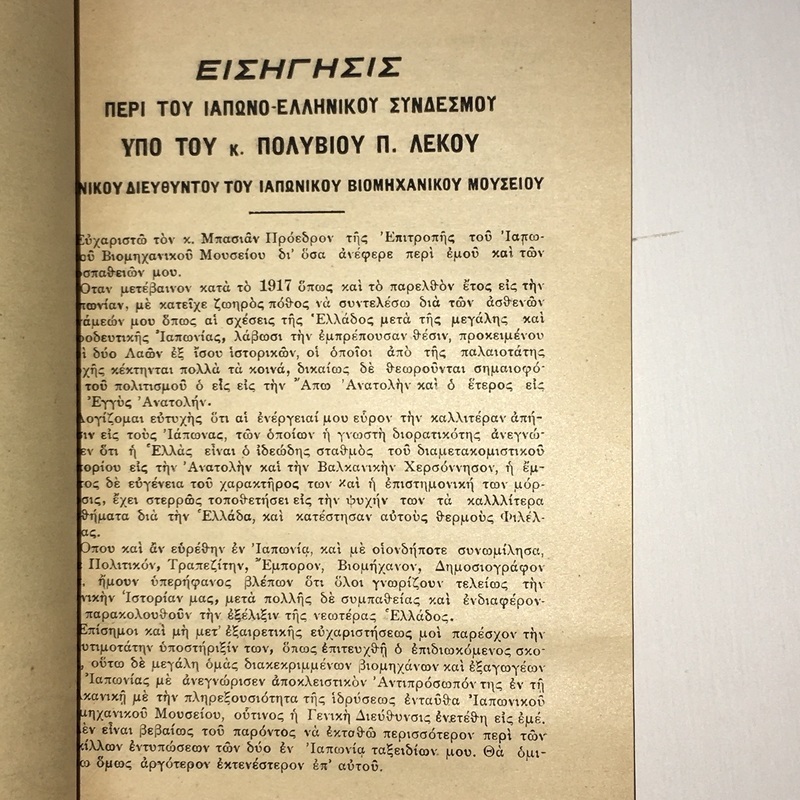 ΕΙΣΗΓΗΣΙΣ
ΠΕΡΙ ΤΟΥ ΙΑΠΩΝΟ-ΕΛΛΗΝΙΚΟΥ ΣΥΝΔΕΣΜΟΥ
ΥΠΟ ΤΟΥ κ. ΠΟΛΥΒΙΟΥ Π. ΛΕΚΟΥ
ΝΙΚΟΥ ΔΙΕΥΘΥΝΤΟΥ ΤΟΥ ΙΑΠΩΝΙΚΟΥ ΒΙΟΜΗΧΑΝΙΚΟΥ ΜΟΥΣΕΙΟΥ
Εὐχαριστῶ τὸν κ. Μπασιᾶν Πρόεδρον τῆς Ἐπιτροπῆς τοῦ Ἰαπω-
οῦ Βιομηχανικοῦ Μουσείου δι' ὅσα ἀνέφερε περὶ ἐμοῦ καὶ τῶν
σπαθειῶν μου.
Ὅταν μετέβαινον κατὰ τὸ 1917 ὅπως καὶ τὸ παρελθὸν ἔτος εἰς τὴν
πωνίαν, μὲ κατεῖχε ζωηρὸς πόθος νὰ συντελέσω διὰ τῶν ἀσθενῶν
άμεών μου ὅπως αἱ σχέσεις τῆς Ἑλλάδος μετὰ τῆς μεγάλης καὶ
οοδευτικῆς Ἰαπωνίας, λάβωσι τὴν ἐμπρέπουσαν θέσιν, προκειμένου
ὶ δύο Λαῶν ἐξ ἴσου ἱστορικῶν, οἱ ὁποῖοι ἀπὸ τῆς παλαιοτάτης
χῆς κέκτηνται πολλὰ τὰ κοινά, δικαίως δὲ θεωροῦνται σημαιοφό-
τοῦ πολιτισμοῦ ὁ εἷς εἰς τὴν Ἄπω Ἀνατολὴν καὶ ὁ ἕτερος εἰς
Ἐγγὺς Ἀνατολήν.
Λογίζομαι εὐτυχὴς ὅτι αἱ ἐνέργειαί μου εὗρον τὴν καλλιτέραν ἀπή-
ιν εἰς τοὺς Ἰάπωνας, τῶν ὁποίων ἡ γνωστὴ διορατικότης ἀνεγνώ-
εν ὅτι ἡ Ἑλλὰς εἶναι ὁ ἰδεώδης σταθμὸς τοῦ διαμετακομιστικοῦ
πορίου εἰς τὴν Ἀνατολὴν καὶ τὴν Βαλκανικὴν Χερσόννησον, ἡ ἔμ-
τος δὲ εὐγένεια τοῦ χαρακτῆρος των καὶ ἡ ἐπιστημονική των μόρ-
σις, ἔχει στερρῶς τοποθετήσει εἰς τὴν ψυχήν των τὰ καλλλίτερα
θήματα διὰ τὴν Ἑλλάδα, καὶ κατέστησαν αὐτοὺς θερμοὺς Φιλέλ-
ας.
Ὅπου καὶ ἂν εὑρέθην ἐν Ἰαπωνίᾳ, καὶ μὲ οἱονδήποτε συνωμίλησα,
Πολιτικόν, Τραπεζίτην, Ἔμπορον, Βιομήχανον, Δημοσιογράφον
. ἤμουν ὑπερήφανος βλέπων ὅτι ὅλοι γνωρίζουν τελείως τὴν
νικὴν Ἱστορίαν μας, μετὰ πολλῆς δὲ συμπαθείας καὶ ἐνδιαφέρον-
παρακολουθοῦν τὴν ἐξέλιξιν τῆς νεωτέρας Ἑλλάδος.
Ἐπίσημοι καὶ μὴ μετ' ἐξαιρετικῆς εὐχαριστήσεως μοὶ παρέσχον τὴν
υτιμοτάτην ὑποστήριξίν των, ὅπως ἐπιτευχθῇ ὁ ἐπιδιωκόμενος σκο-
, οὕτω δὲ μεγάλη ὁμὰς διακεκριμμένων βιομηχάνων καὶ ἐξαγωγέων
Ἰαπωνίας μὲ ἀνεγνώρισεν ἀποκλειστικὸν Ἀντιπρόσωπόν της ἐν τῇ
κανικῇ μὲ τὴν πληρεξουσιότητα τῆς ἱδρύσεως ἐνταῦθα Ἰαπωνικοῦ
μηχανικοῦ Μουσείου, οὗτινος ἡ Γενικὴ Διεύθυνσις ἐνετέθη εἰς ἐμέ.
ὲν εἶναι βεβαίως τοῦ παρόντος νὰ ἐκταθῶ περισσότερον περὶ τῶν
κίλλων ἐντυπώσεων τῶν δύο ἐν Ἰαπωνίᾳ ταξειδίων μου. Θὰ ὁμι-
ω ὅμως ἀργότερον ἐκτενέστερον ἐπ' αὐτοῦ.